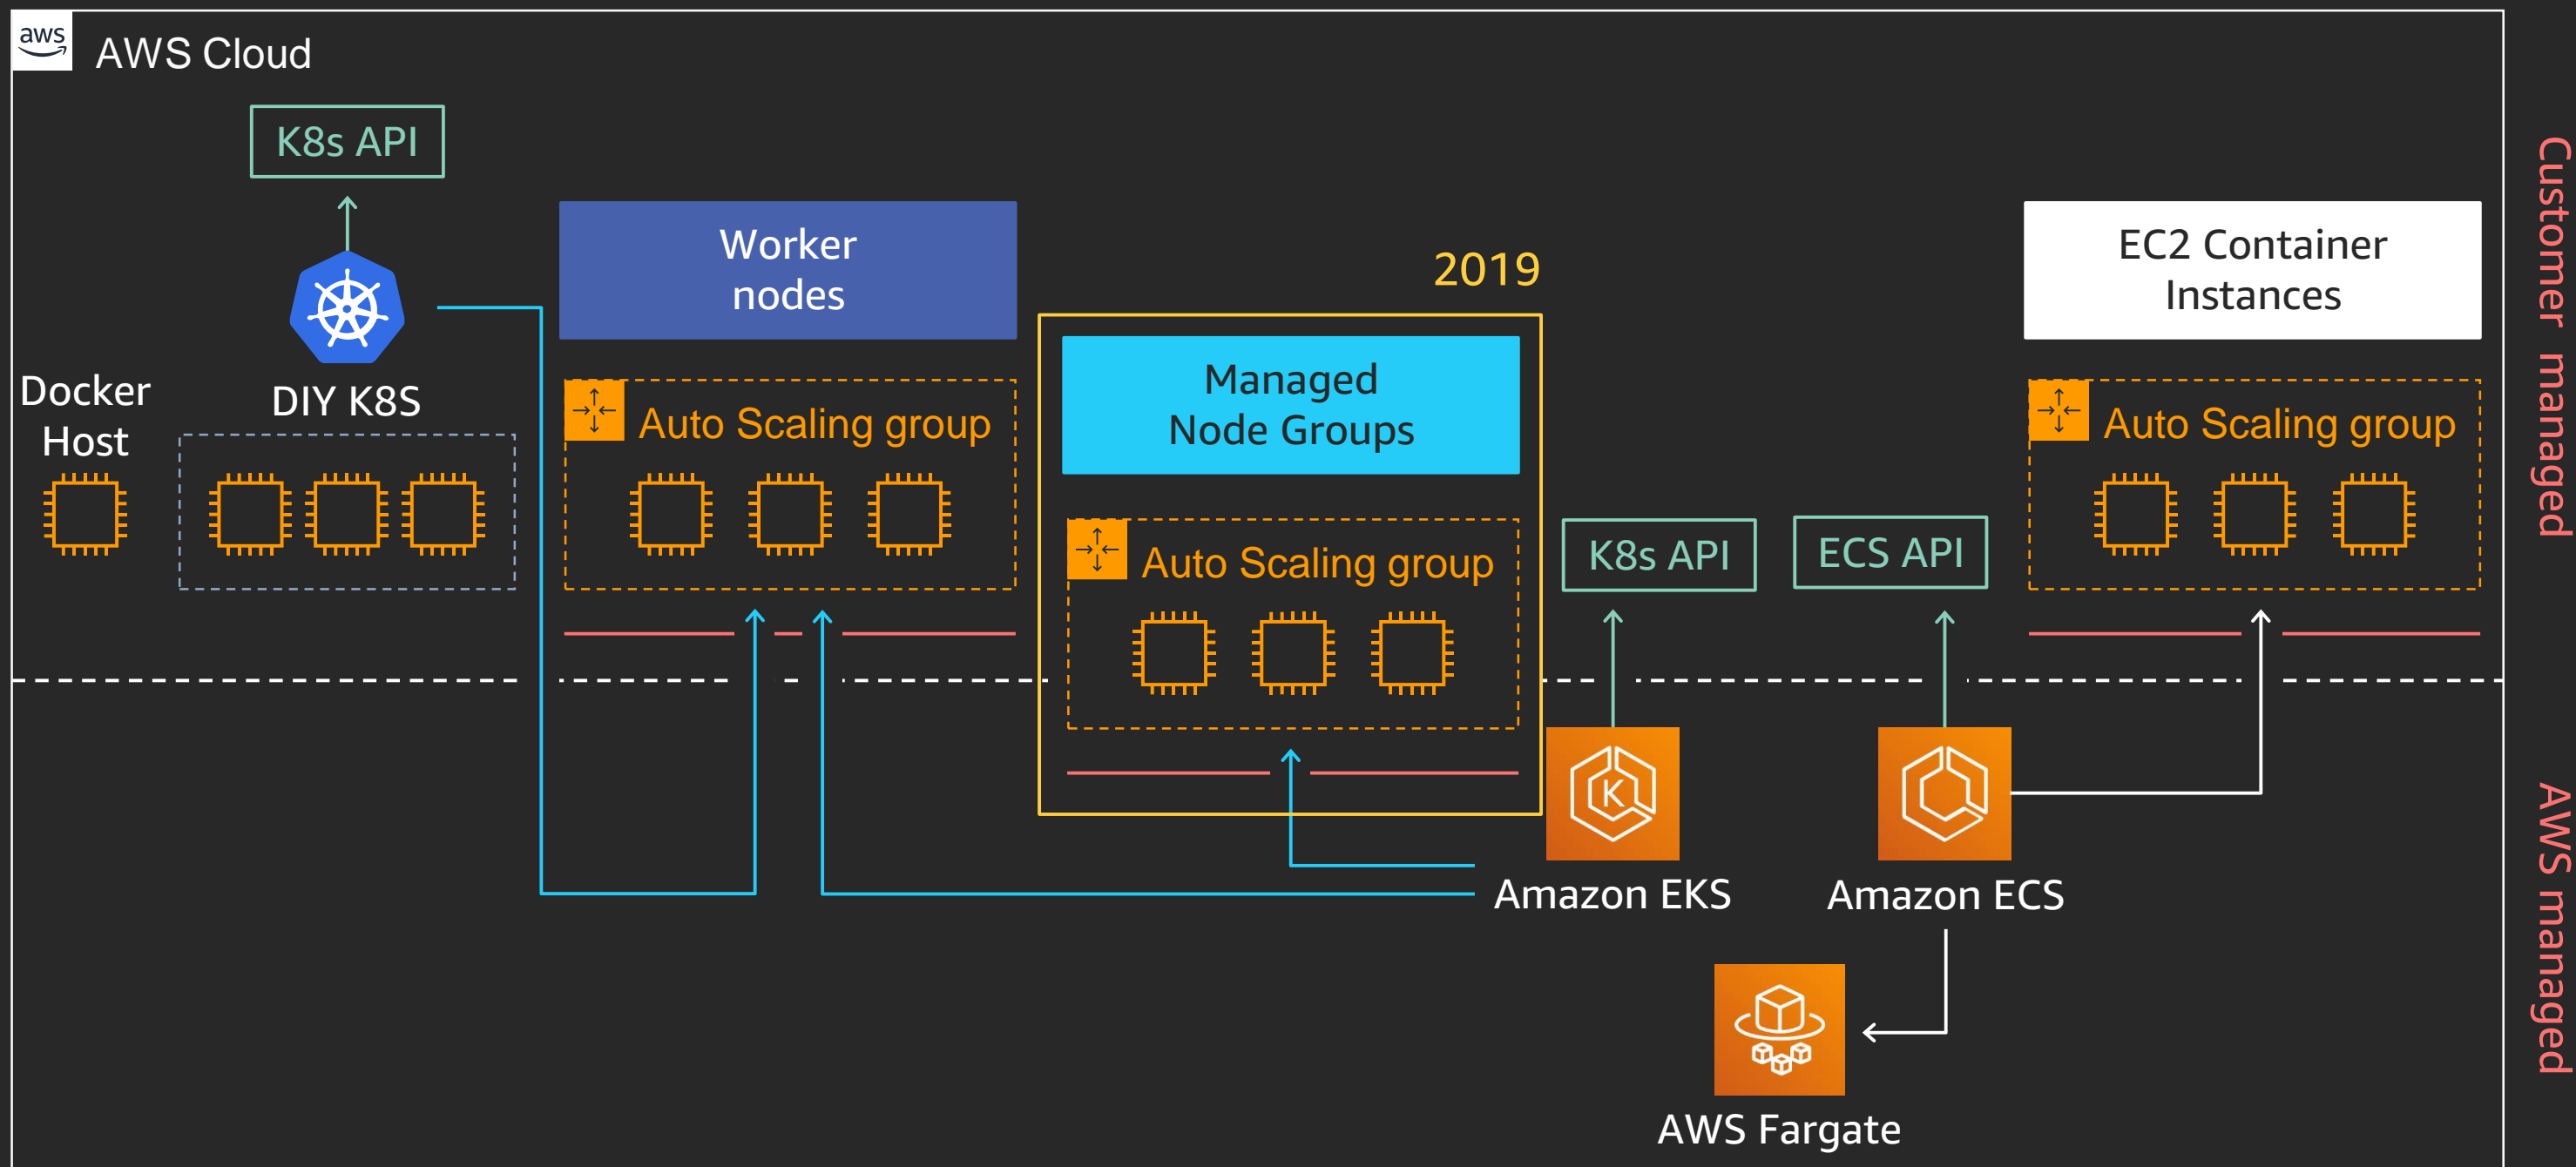 aws
AWS Cloud
K8s API
DIY K8S
Docker
Host
Worker
nodes
Auto Scaling group
2019
Managed
Node Groups
Auto Scaling group
K8s API
ECS API
EC2 Container
Instances
Auto Scaling group
Customer managed
K
Amazon EKS
Amazon ECS
AWS Fargate
AWS managed